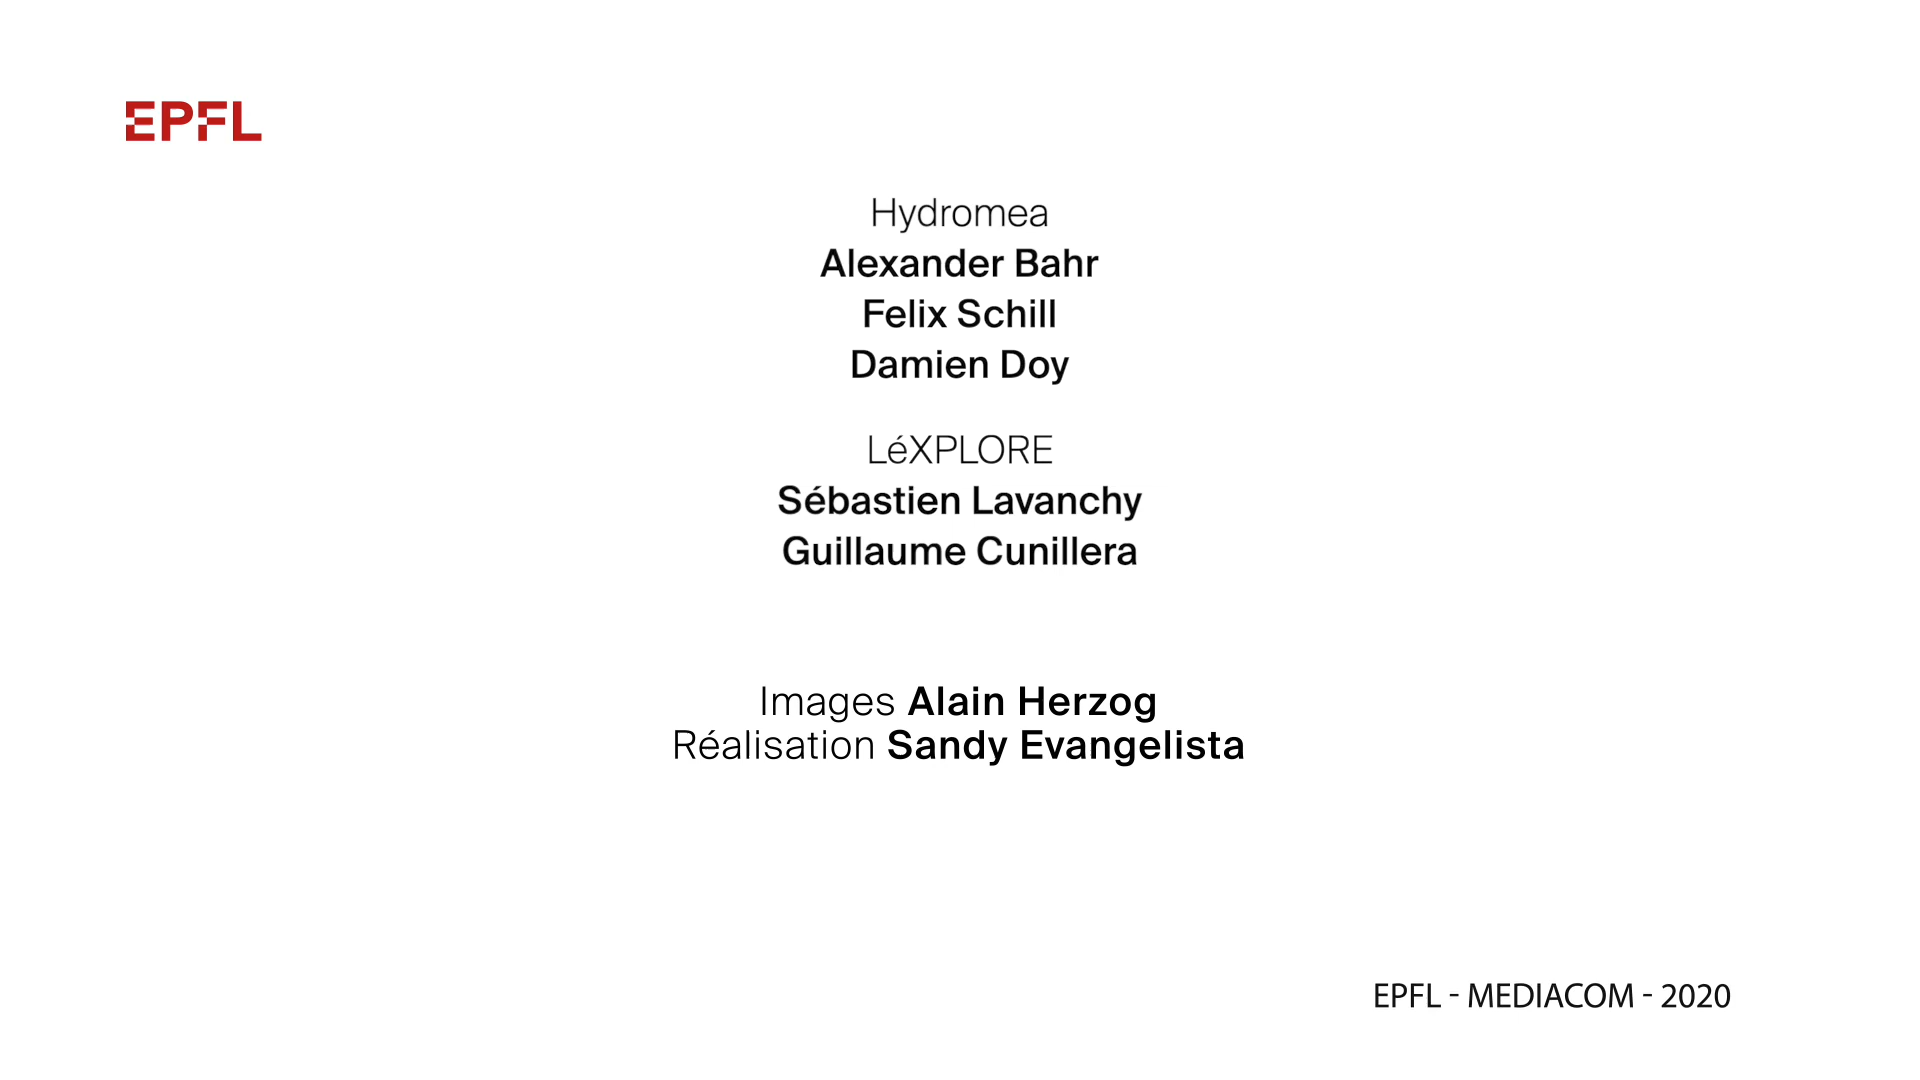 EPFL
Hydromea
Alexander Bahr
Felix Schill
Damien Doy
LéXPLORE
Sébastien Lavanchy
Guillaume Cunillera
Images Alain Herzog
Réalisation Sandy Evangelista
EPFL - MEDIACOM - 2020